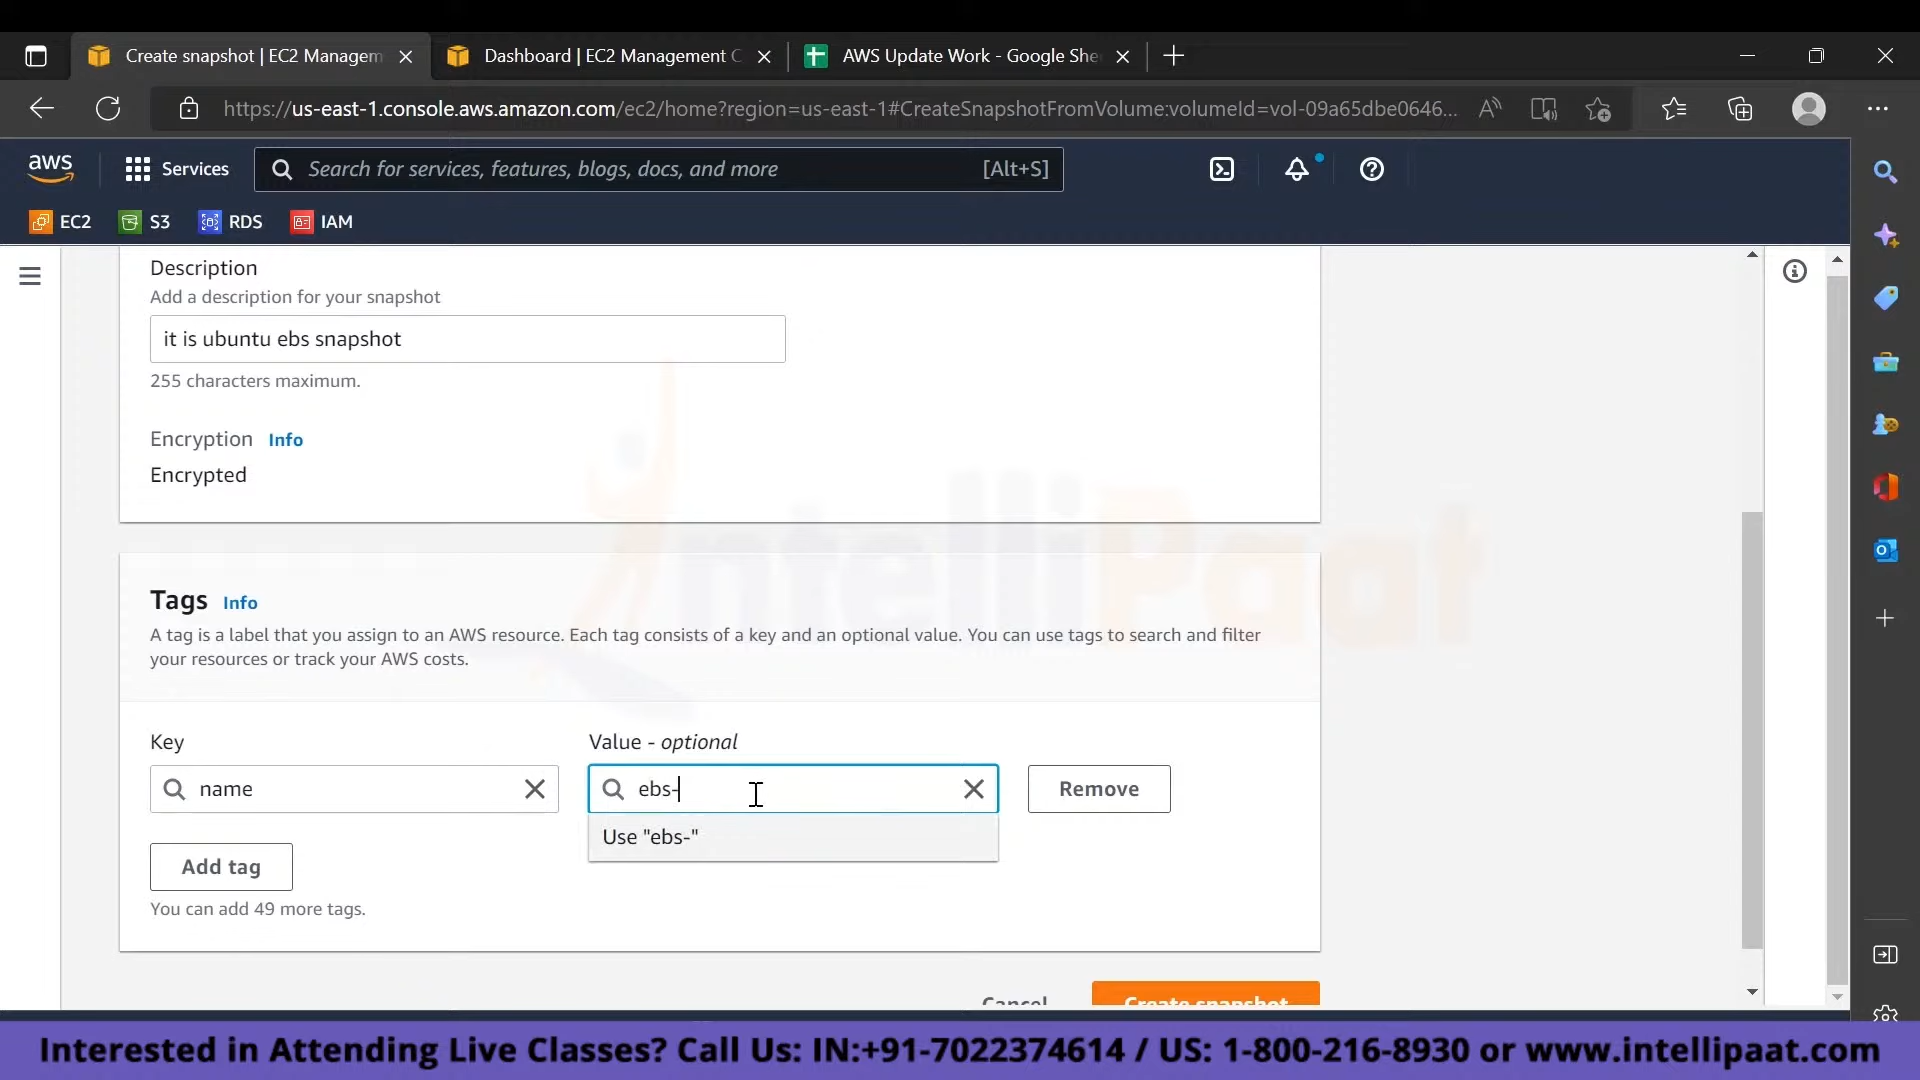 Create snapshot | EC2 Managem
Dashboard | EC2 Management C
AWS Update Work - Google She
https://us-east-1.console.aws.amazon.com/ec2/home?region=us-east-1#CreateSnapshotFromVolume:volumeId=vol-09a65dbe0646...
aws
Services
Search for services, features, blogs, docs, and more
[Alt+S]
EC2
S3
RDS
IAM
Description
Add a description for your snapshot
it is ubuntu ebs snapshot
255 characters maximum.
Encryption Info
Encrypted
IntelliPaat
Tags Info
A tag is a label that you assign to an AWS resource. Each tag consists of a key and an optional value. You can use tags to search and filter
your resources or track your AWS costs.
Key
Value - optional
name
ebs-
Remove
Use "ebs-"
Add tag
You can add 49 more tags.
Cancel
Create snapshot
Interested in Attending Live Classes? Call Us: IN:+91-7022374614 / US: 1-800-216-8930 or www.intellipaat.com